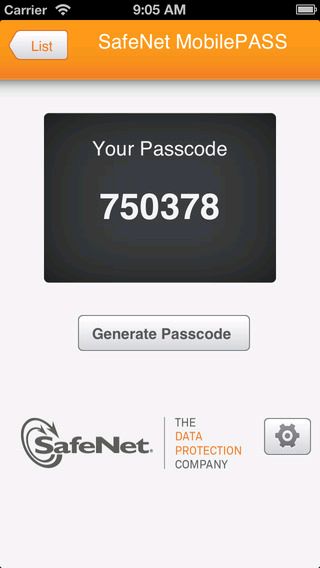 Carrier 9:05 AM
List SafeNet MobilePASS
Your Passcode
750378
Generate Passcode
SafeNet®
THE
DATA
PROTECTION
COMPANY